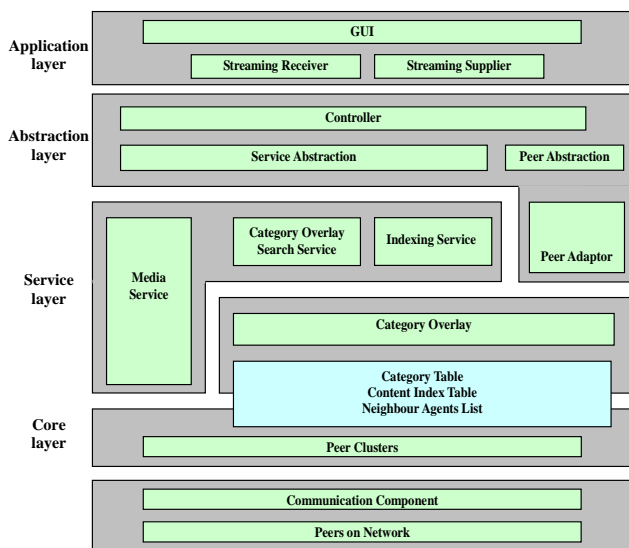 Application
layer
GUI
Streaming Receiver
Streaming Supplier
Abstraction
layer
Controller
Service Abstraction
Peer Abstraction
Service
layer
Media
Service
Category Overlay
Search Service
Indexing Service
Peer Adaptor
Category Overlay
Category Table
Content Index Table
Neighbour Agents List
Core
layer
Peer Clusters
Communication Component
Peers on Network